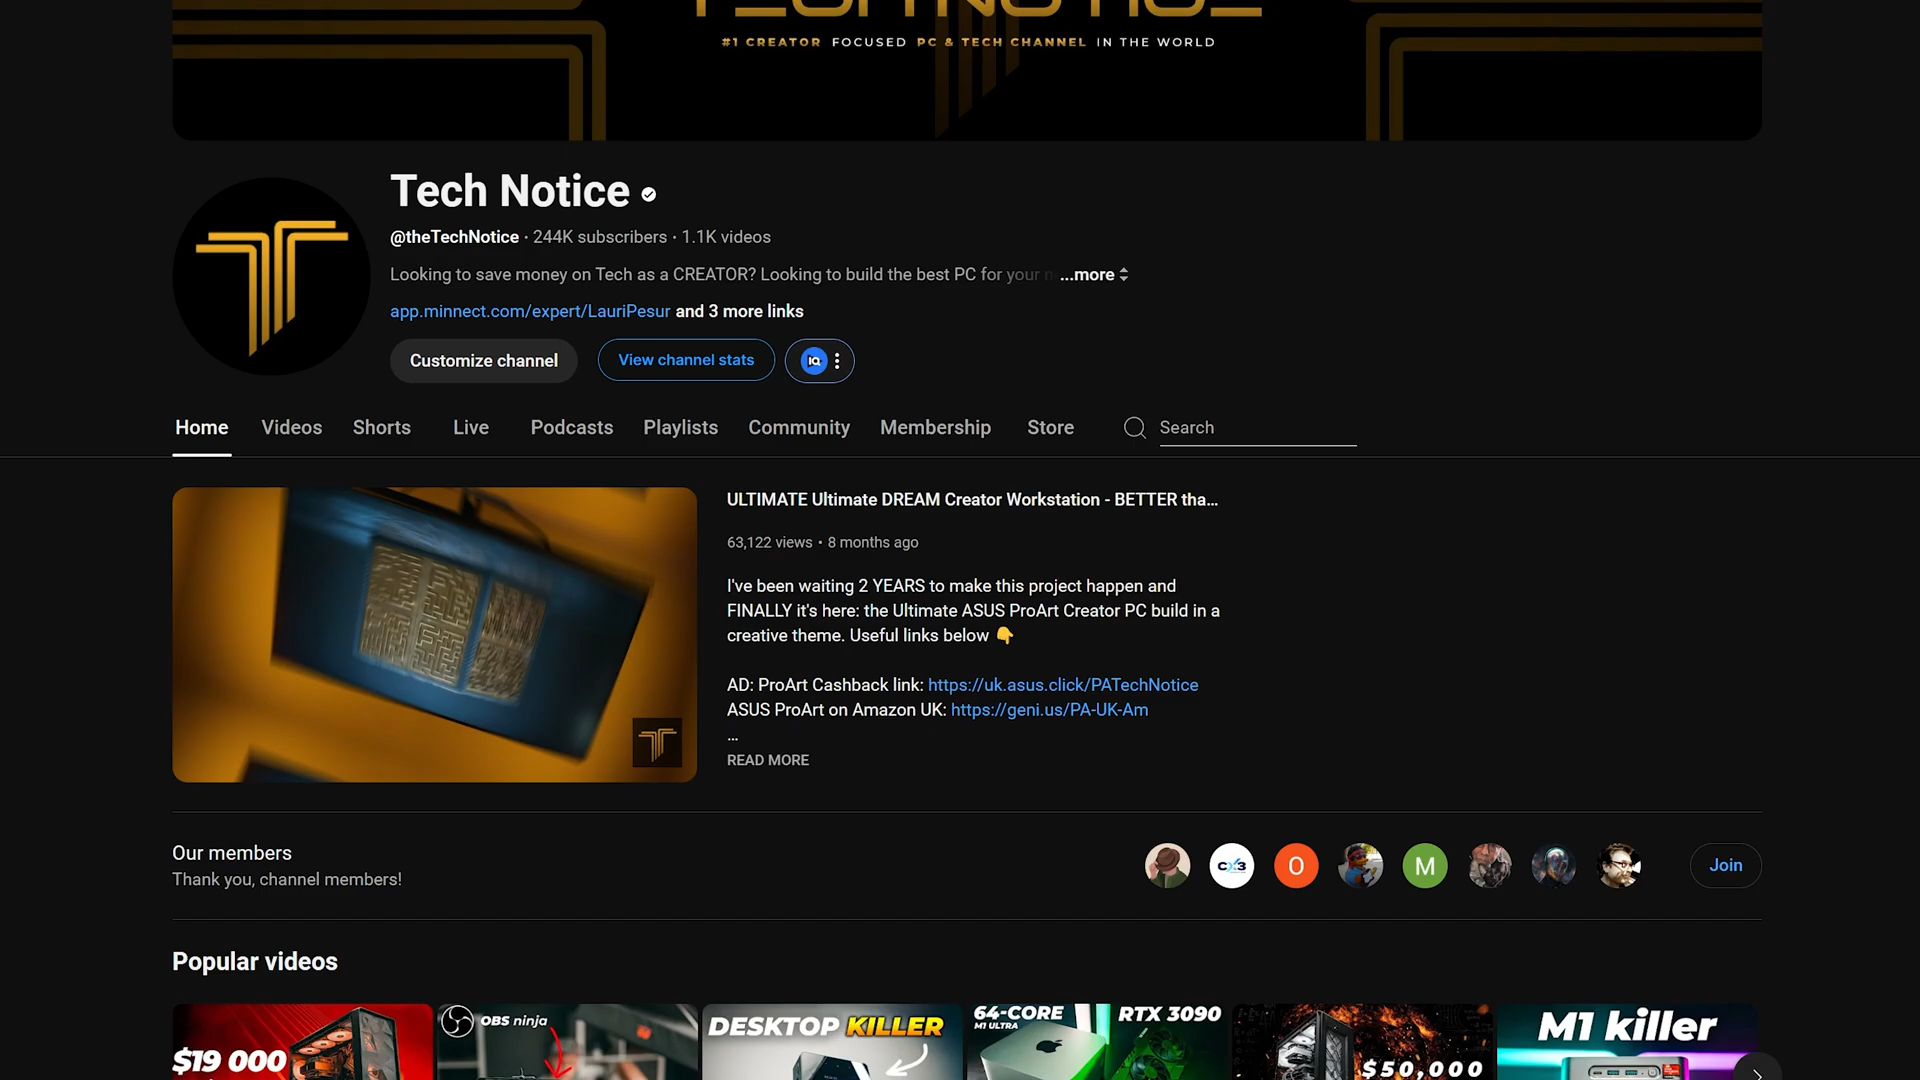 TECH NOTICE
#1 CREATOR FOCUSED PC & TECH CHANNEL IN THE WORLD
Tech Notice
@theTechNotice · 244K subscribers · 1.1K videos
Looking to save money on Tech as a CREATOR? Looking to build the best PC for your ...more
app.minnect.com/expert/LauriPesur and 3 more links
Customize channel
View channel stats
IQ
Home Videos Shorts Live Podcasts Playlists Community Membership Store Search
ULTIMATE Ultimate DREAM Creator Workstation - BETTER tha...
63,122 views • 8 months ago
I've been waiting 2 YEARS to make this project happen and
FINALLY it's here: the Ultimate ASUS ProArt Creator PC build in a
creative theme. Useful links below 👇
AD: ProArt Cashback link: https://uk.asus.click/PATechNotice
ASUS ProArt on Amazon UK: https://geni.us/PA-UK-Am
...
READ MORE
Our members
Thank you, channel members!
CX3
O
M
Join
Popular videos
$19 000
OBS ninja
DESKTOP KILLER
64-CORE
M1 ULTRA
RTX 3090
$50,000
M1 killer